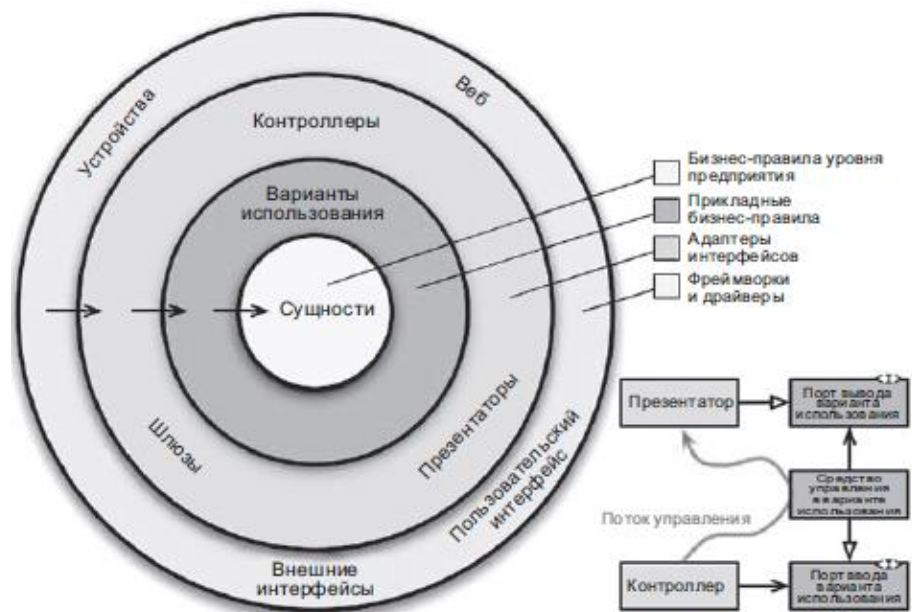 Устройства
Веб
Контроллеры
Варианты
использования
Сущности
Шлюзы
Презентаторы
Пользовательский
интерфейс
Внешние
интерфейсы
Бизнес-правила уровня
предприятия
Прикладные
бизнес-правила
Адаптеры
интерфейсов
Фреймворки
и драйверы
Презентатор
Порт вывода
варианта
использования
Средство
управления
в варианте
использования
Поток управления
Контроллер
Порт ввода
варианта
использования